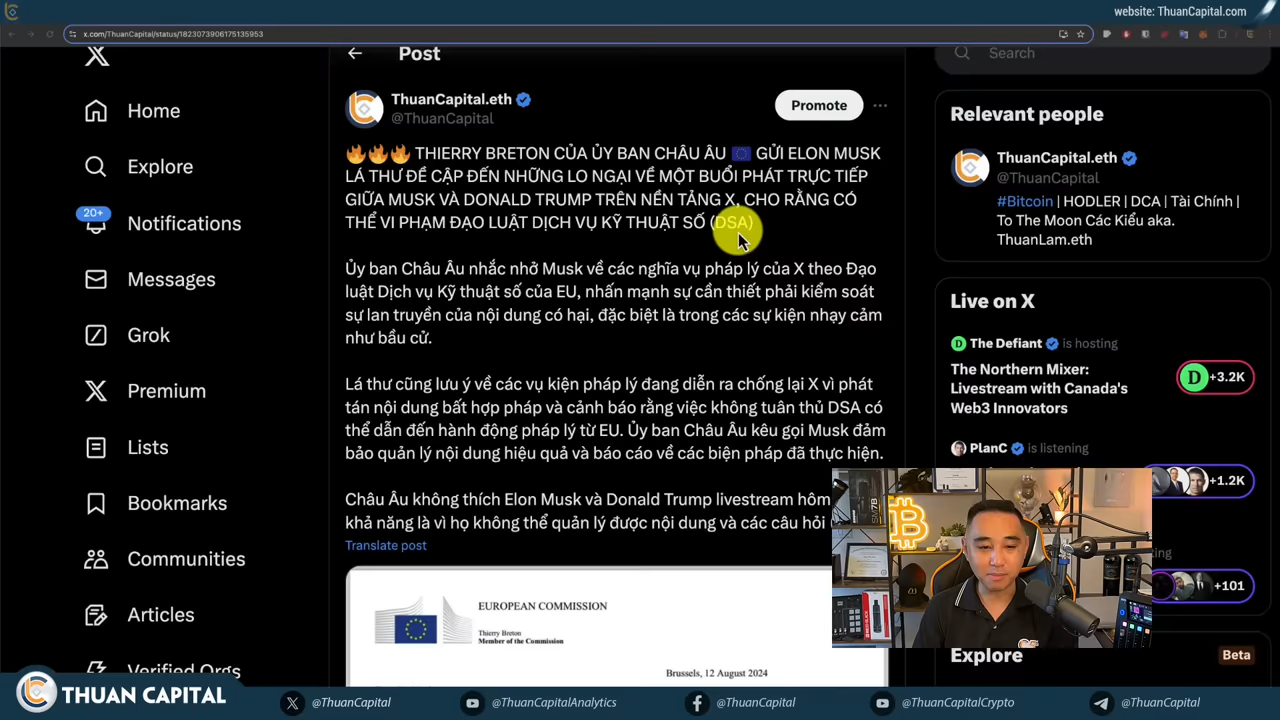 website: ThuanCapital.com
x.com/ThuanCapital/status/1823073906175135953
Home
Explore
20+
Notifications
Messages
Grok
Premium
Lists
Bookmarks
Communities
Articles
Verified Orgs
Post
ThuanCapital.eth
@ThuanCapital
Promote
🔥🔥🔥 THIERRY BRETON CỦA ỦY BAN CHÂU ÂU 🇪🇺 GỬI ELON MUSK
LÁ THƯ ĐỀ CẬP ĐẾN NHỮNG LO NGẠI VỀ MỘT BUỔI PHÁT TRỰC TIẾP
GIỮA MUSK VÀ DONALD TRUMP TRÊN NỀN TẢNG X, CHO RẰNG CÓ
THỂ VI PHẠM ĐẠO LUẬT DỊCH VỤ KỸ THUẬT SỐ (DSA)
Ủy ban Châu Âu nhắc nhở Musk về các nghĩa vụ pháp lý của X theo Đạo
luật Dịch vụ Kỹ thuật số của EU, nhấn mạnh sự cần thiết phải kiểm soát
sự lan truyền của nội dung có hại, đặc biệt là trong các sự kiện nhạy cảm
như bầu cử.
Lá thư cũng lưu ý về các vụ kiện pháp lý đang diễn ra chống lại X vì phát
tán nội dung bất hợp pháp và cảnh báo rằng việc không tuân thủ DSA có
thể dẫn đến hành động pháp lý từ EU. Ủy ban Châu Âu kêu gọi Musk đảm
bảo quản lý nội dung hiệu quả và báo cáo về các biện pháp đã thực hiện.
Châu Âu không thích Elon Musk và Donald Trump livestream hôm
khả năng là vì họ không thể quản lý được nội dung và các câu hỏi
Translate post
EUROPEAN COMMISSION
Thierry Breton
Member of the Commission
Brussels, 12 August 2024
Search
Relevant people
ThuanCapital.eth
@ThuanCapital
#Bitcoin | HODLER | DCA | Tài Chính |
To The Moon Các Kiểu aka.
ThuanLam.eth
Live on X
The Defiant is hosting
The Northern Mixer:
Livestream with Canada's
Web3 Innovators
D +3.2K
PlanC is listening
+1.2K
+101
Explore
Beta
THUAN CAPITAL
@ThuanCapital
@ThuanCapitalAnalytics
@ThuanCapital
@ThuanCapitalCrypto
@ThuanCapital